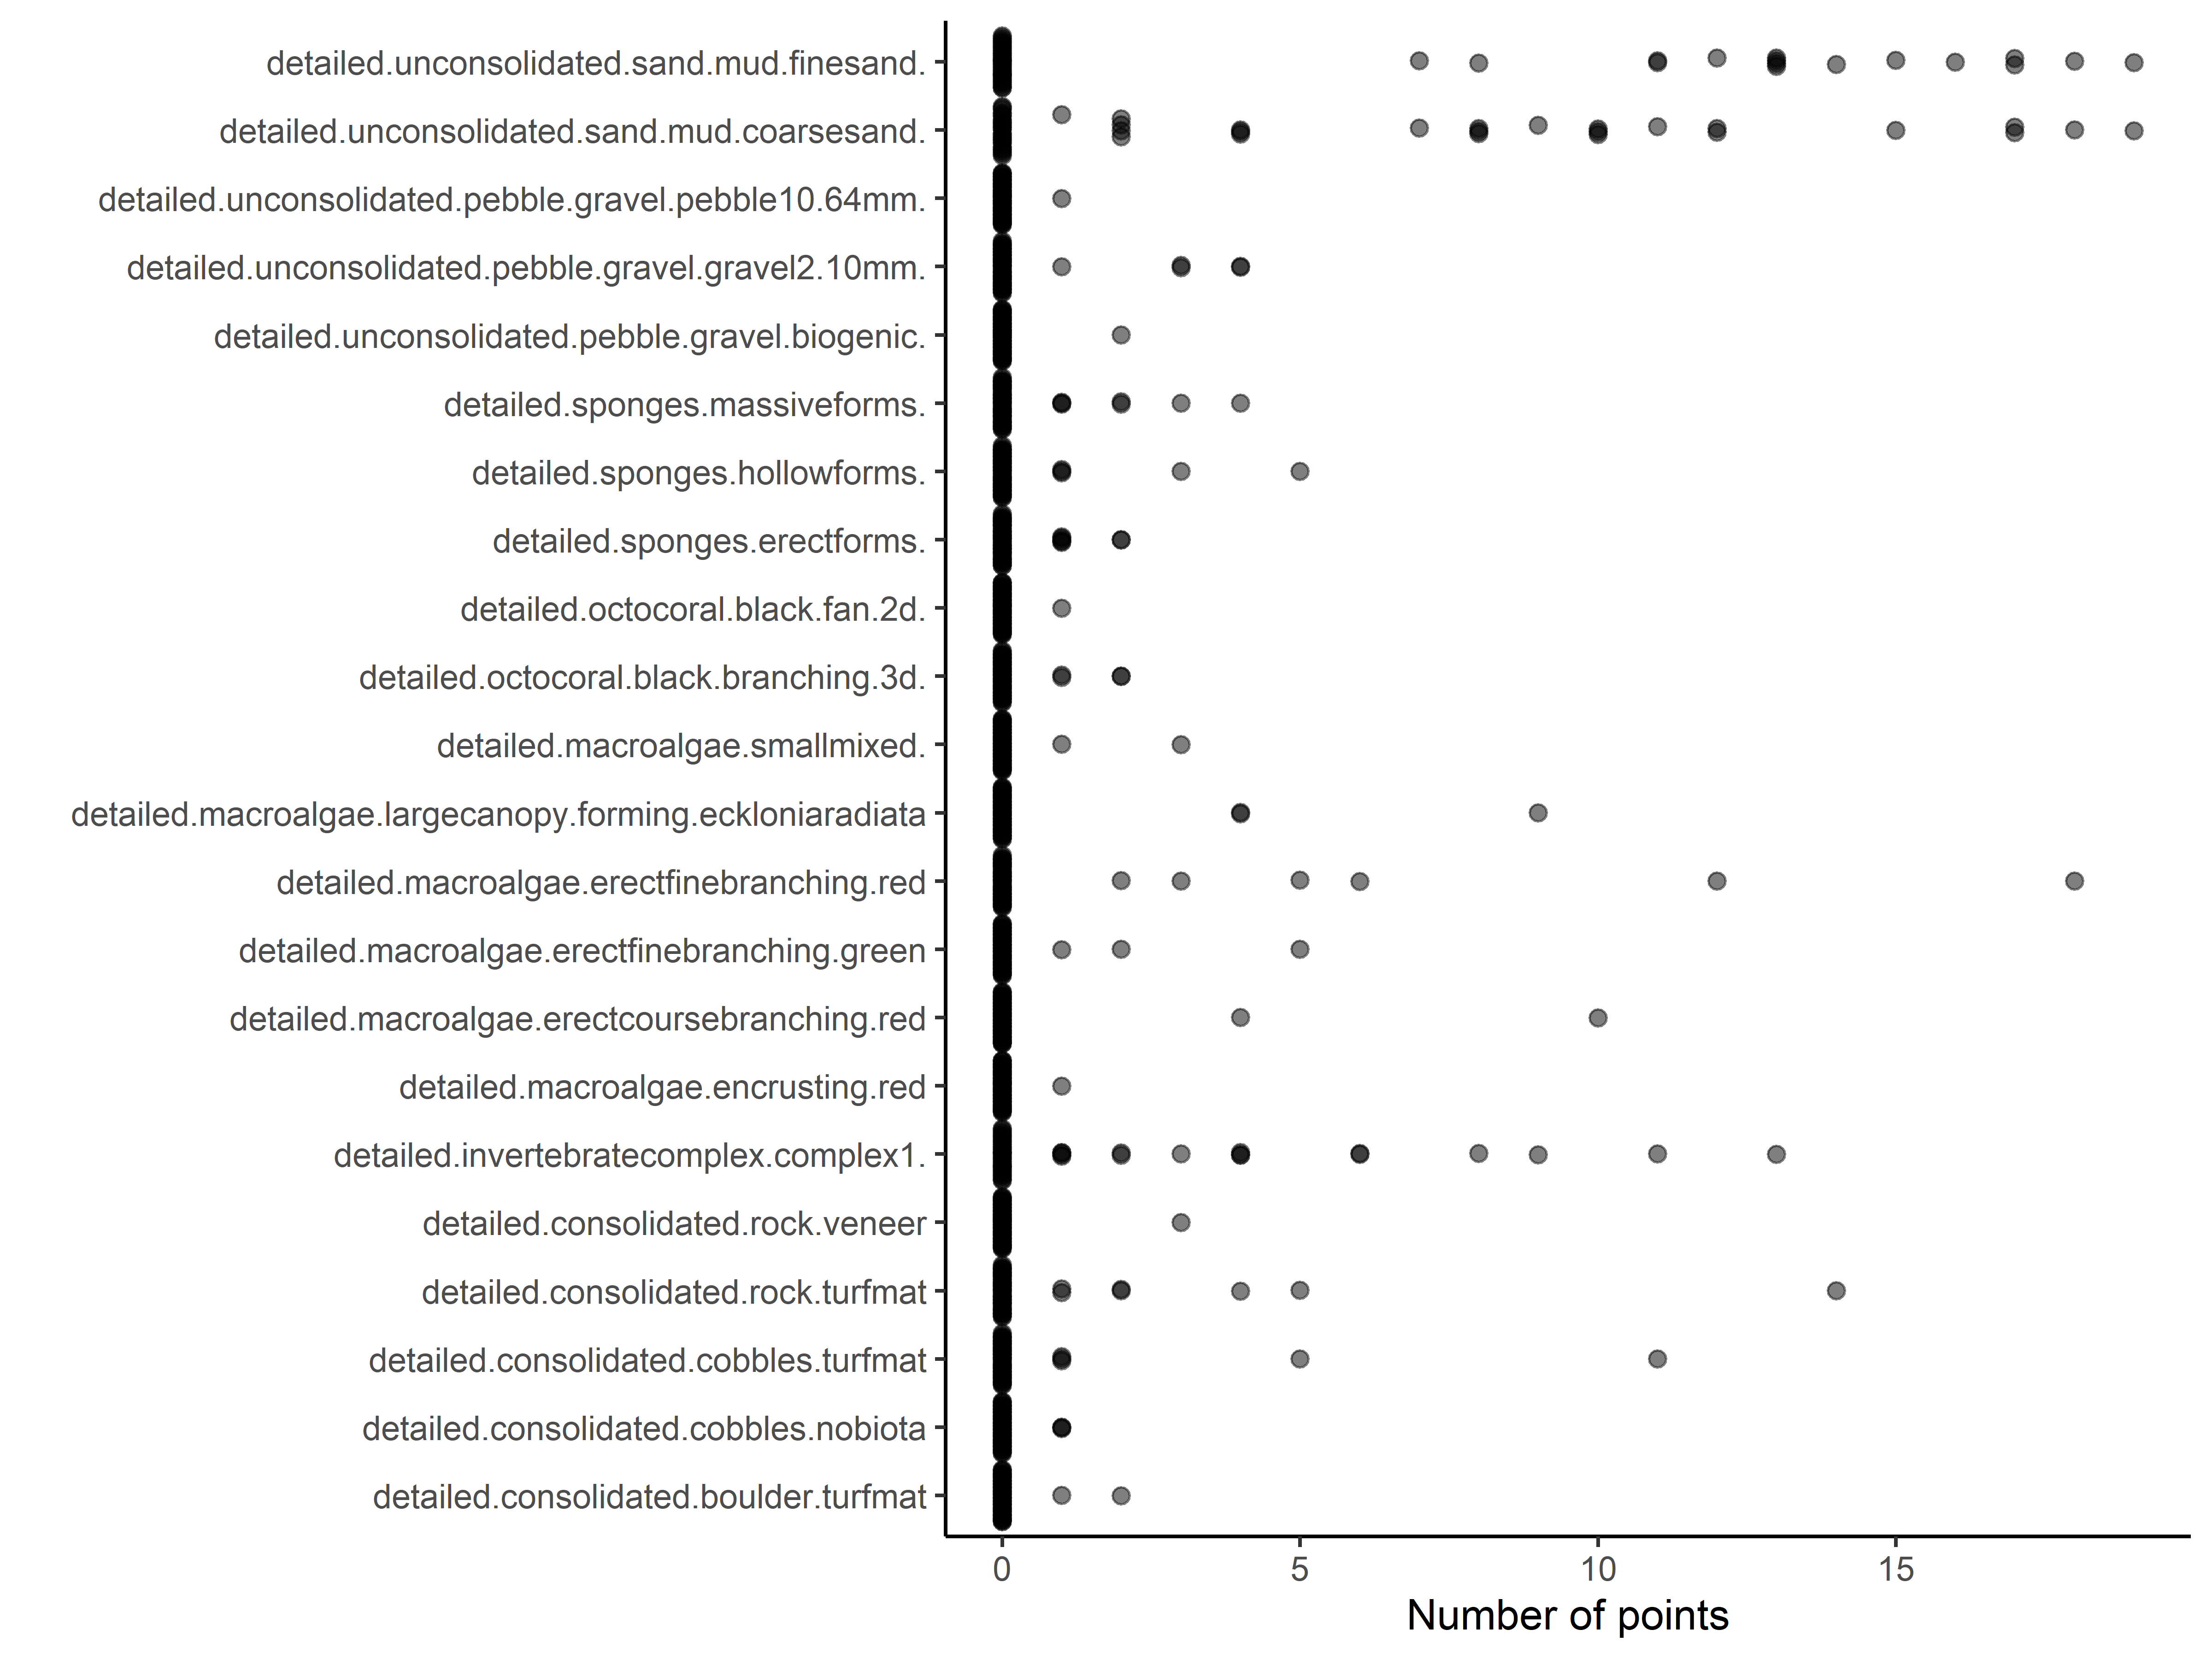 detailed.unconsolidated.sand.mud.finesand.
detailed.unconsolidated.sand.mud.coarsesand.
detailed.unconsolidated.pebble.gravel.pebble10.64mm.
detailed.unconsolidated.pebble.gravel.gravel2.10mm.
detailed.unconsolidated.pebble.gravel.biogenic.
detailed.sponges.massiveforms.
detailed.sponges.hollowforms.
detailed.sponges.erectforms.
detailed.octocoral.black.fan.2d.
detailed.octocoral.black.branching.3d.
detailed.macroalgae.smallmixed.
detailed.macroalgae.largecanopy.forming.eckloniaradiata
detailed.macroalgae.erectfinebranching.red
detailed.macroalgae.erectfinebranching.green
detailed.macroalgae.erectcoursebranching.red
detailed.macroalgae.encrusting.red
detailed.invertebratecomplex.complex1.
detailed.consolidated.rock.veneer
detailed.consolidated.rock.turfmat
detailed.consolidated.cobbles.turfmat
detailed.consolidated.cobbles.nobiota
detailed.consolidated.boulder.turfmat
0 5 10 15
Number of points